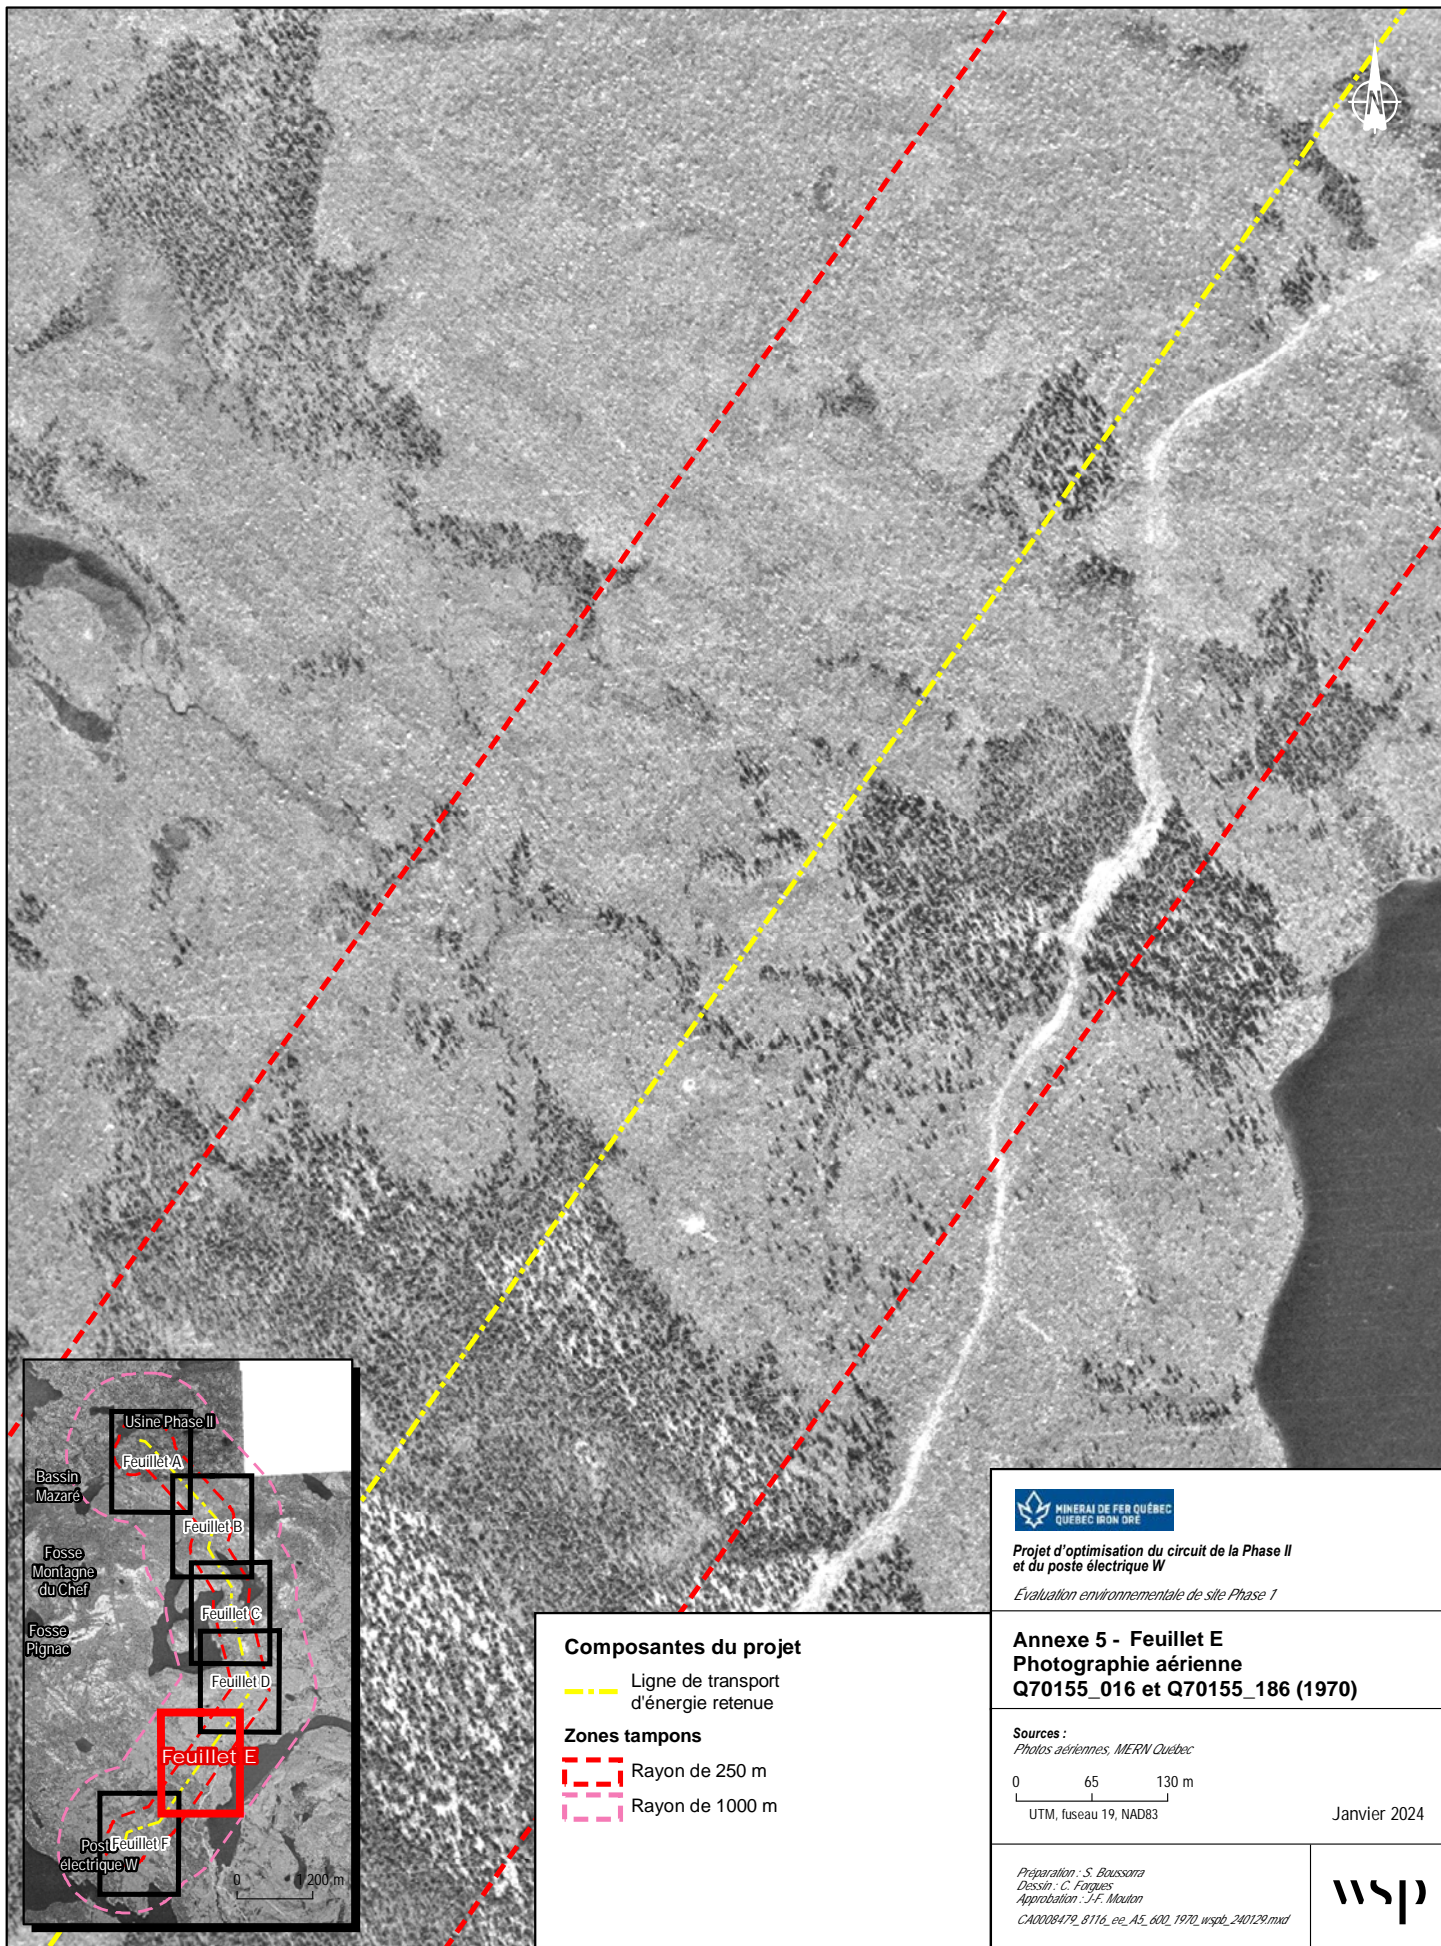 N
Usine Phase II
Feuillet A
Bassin
Mazaré
Feuillet B
Fosse
Montagne
du Chef
Feuillet C
Fosse
Pignac
Feuillet D
Feuillet E
Feuillet F
Post
électrique W
0 1 200 m
Composantes du projet
Ligne de transport
d'énergie retenue
Zones tampons
Rayon de 250 m
Rayon de 1000 m
MINERAI DE FER QUÉBEC
QUEBEC IRON ORE
Projet d'optimisation du circuit de la Phase II
et du poste électrique W
Évaluation environnementale de site Phase 1
Annexe 5 - Feuillet E
Photographie aérienne
Q70155_016 et Q70155_186 (1970)
Sources :
Photos aériennes, MERN Québec
0 65 130 m
UTM, fuseau 19, NAD83
Janvier 2024
Préparation : S. Boussorra
Dessin : C. Forgues
Approbation : J-F. Mouton
CA0008479_8116_ee_A5_600_1970_wspb_240129.mxd
wsp